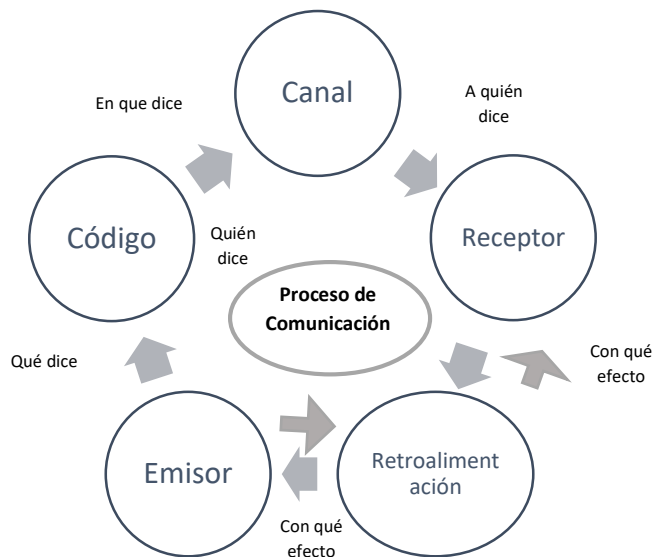 Canal
En que dice
A quién
dice
Código
Quién
dice
Receptor
Proceso de
Comunicación
Qué dice
Con qué
efecto
Emisor
Retroaliment
ación
Con qué
efecto